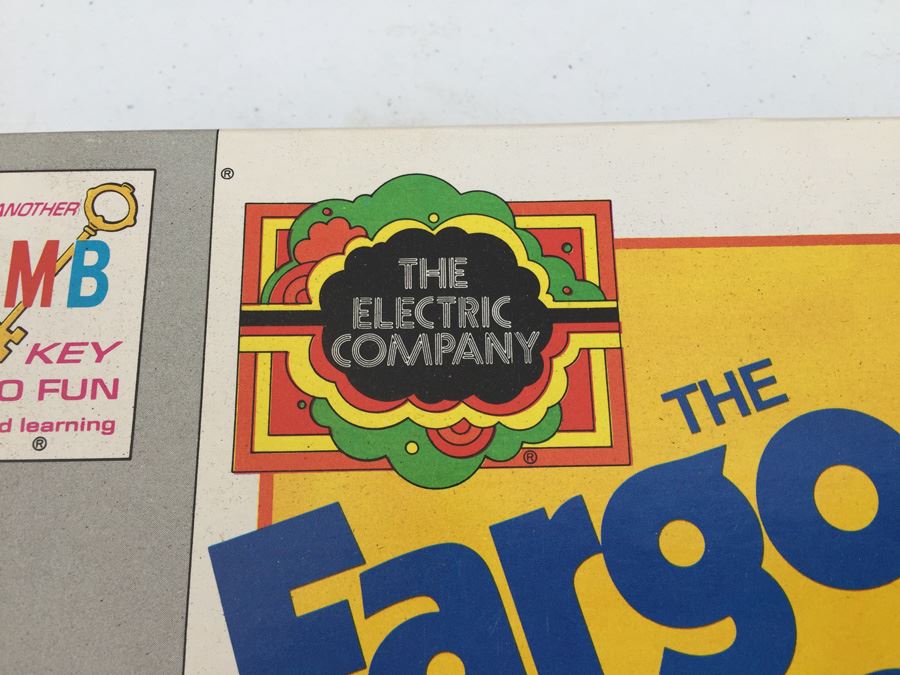 ANOTHER
MB
KEY
O FUN
d learning
®
®
THE
ELECTRIC
COMPANY
®
THE
Fargo